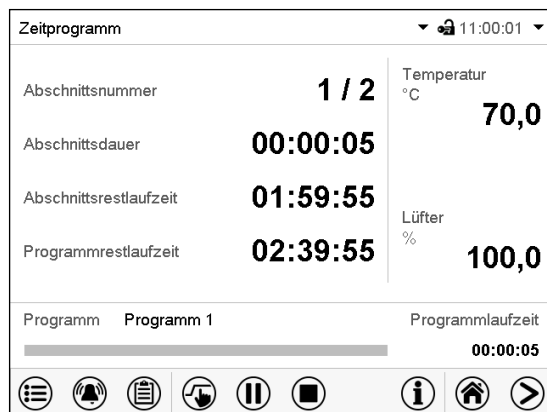 Zeitprogramm 11:00:01
Abschnittsnummer 1 / 2
Abschnittsdauer 00:00:05
Abschnittsrestlaufzeit 01:59:55
Programmrestlaufzeit 02:39:55
Temperatur
°C
70,0
Lüfter
%
100,0
Programm Programm 1 Programmlaufzeit
00:00:05